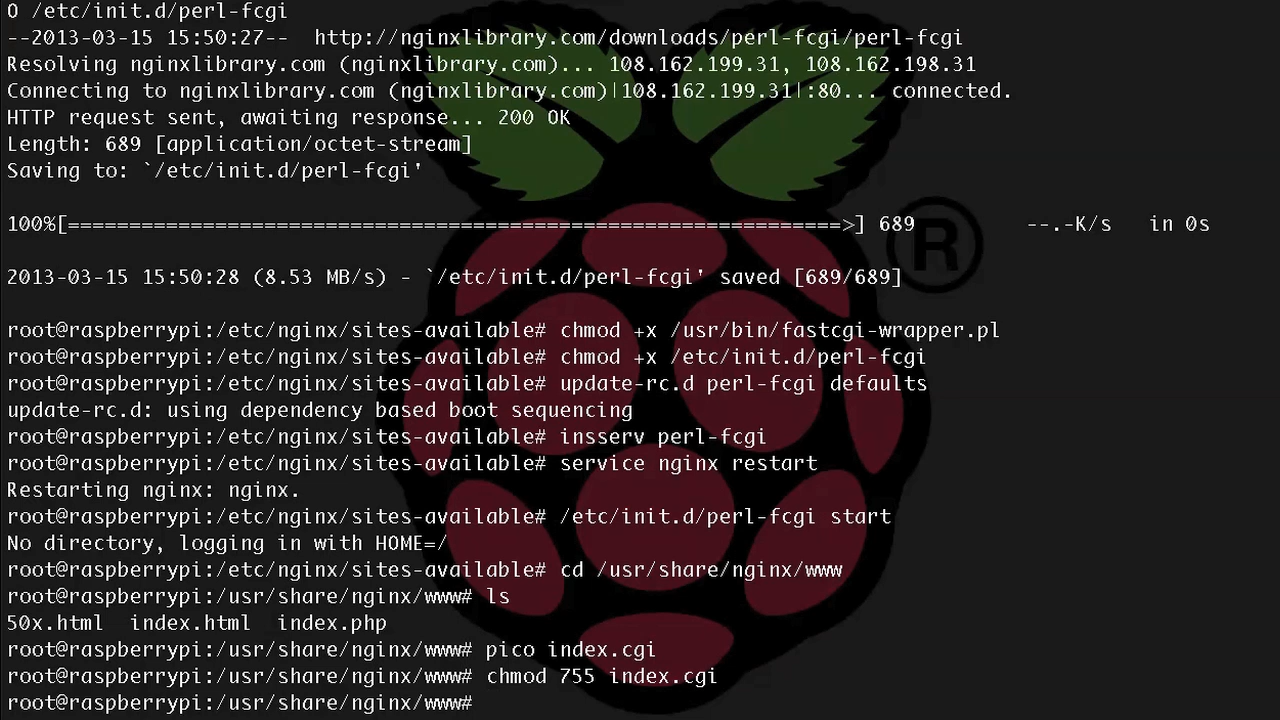 O /etc/init.d/perl-fcgi
--2013-03-15 15:50:27--  http://nginxlibrary.com/downloads/perl-fcgi/perl-fcgi
Resolving nginxlibrary.com (nginxlibrary.com)... 108.162.199.31, 108.162.198.31
Connecting to nginxlibrary.com (nginxlibrary.com)|108.162.199.31|:80... connected.
HTTP request sent, awaiting response... 200 OK
Length: 689 [application/octet-stream]
Saving to: `/etc/init.d/perl-fcgi'
100%[===============================================================>] 689         --.-K/s   in 0s
®
2013-03-15 15:50:28 (8.53 MB/s) - `/etc/init.d/perl-fcgi' saved [689/689]
root@raspberrypi:/etc/nginx/sites-available# chmod +x /usr/bin/fastcgi-wrapper.pl
root@raspberrypi:/etc/nginx/sites-available# chmod +x /etc/init.d/perl-fcgi
root@raspberrypi:/etc/nginx/sites-available# update-rc.d perl-fcgi defaults
update-rc.d: using dependency based boot sequencing
root@raspberrypi:/etc/nginx/sites-available# insserv perl-fcgi
root@raspberrypi:/etc/nginx/sites-available# service nginx restart
Restarting nginx: nginx.
root@raspberrypi:/etc/nginx/sites-available# /etc/init.d/perl-fcgi start
No directory, logging in with HOME=/
root@raspberrypi:/etc/nginx/sites-available# cd /usr/share/nginx/www
root@raspberrypi:/usr/share/nginx/www# ls
50x.html  index.html  index.php
root@raspberrypi:/usr/share/nginx/www# pico index.cgi
root@raspberrypi:/usr/share/nginx/www# chmod 755 index.cgi
root@raspberrypi:/usr/share/nginx/www#